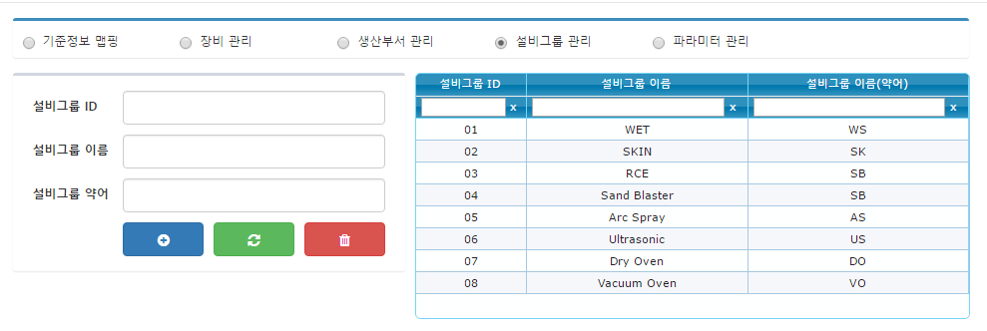 기준정보 맵핑 장비 관리 생산부서 관리 설비그룹 관리 파라미터 관리
설비그룹 ID
설비그룹 이름
설비그룹 약어
설비그룹 ID 설비그룹 이름 설비그룹 이름(약어)
x x x
01 WET WS
02 SKIN SK
03 RCE SB
04 Sand Blaster SB
05 Arc Spray AS
06 Ultrasonic US
07 Dry Oven DO
08 Vacuum Oven VO